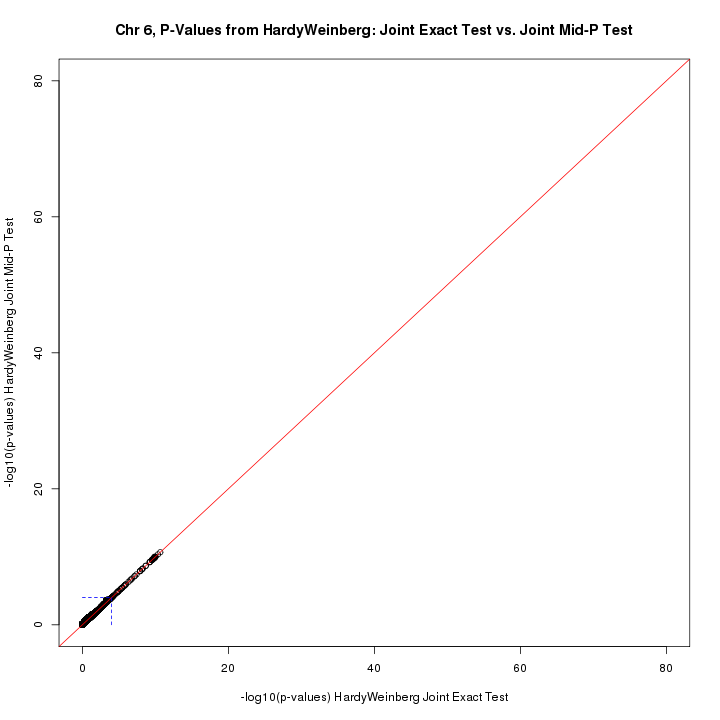 Chr 6, P-Values from HardyWeinberg: Joint Exact Test vs. Joint Mid-P Test
-log10(p-values) HardyWeinberg Joint Mid-P Test
80
60
40
20
0
0 20 40 60 80
-log10(p-values) HardyWeinberg Joint Exact Test